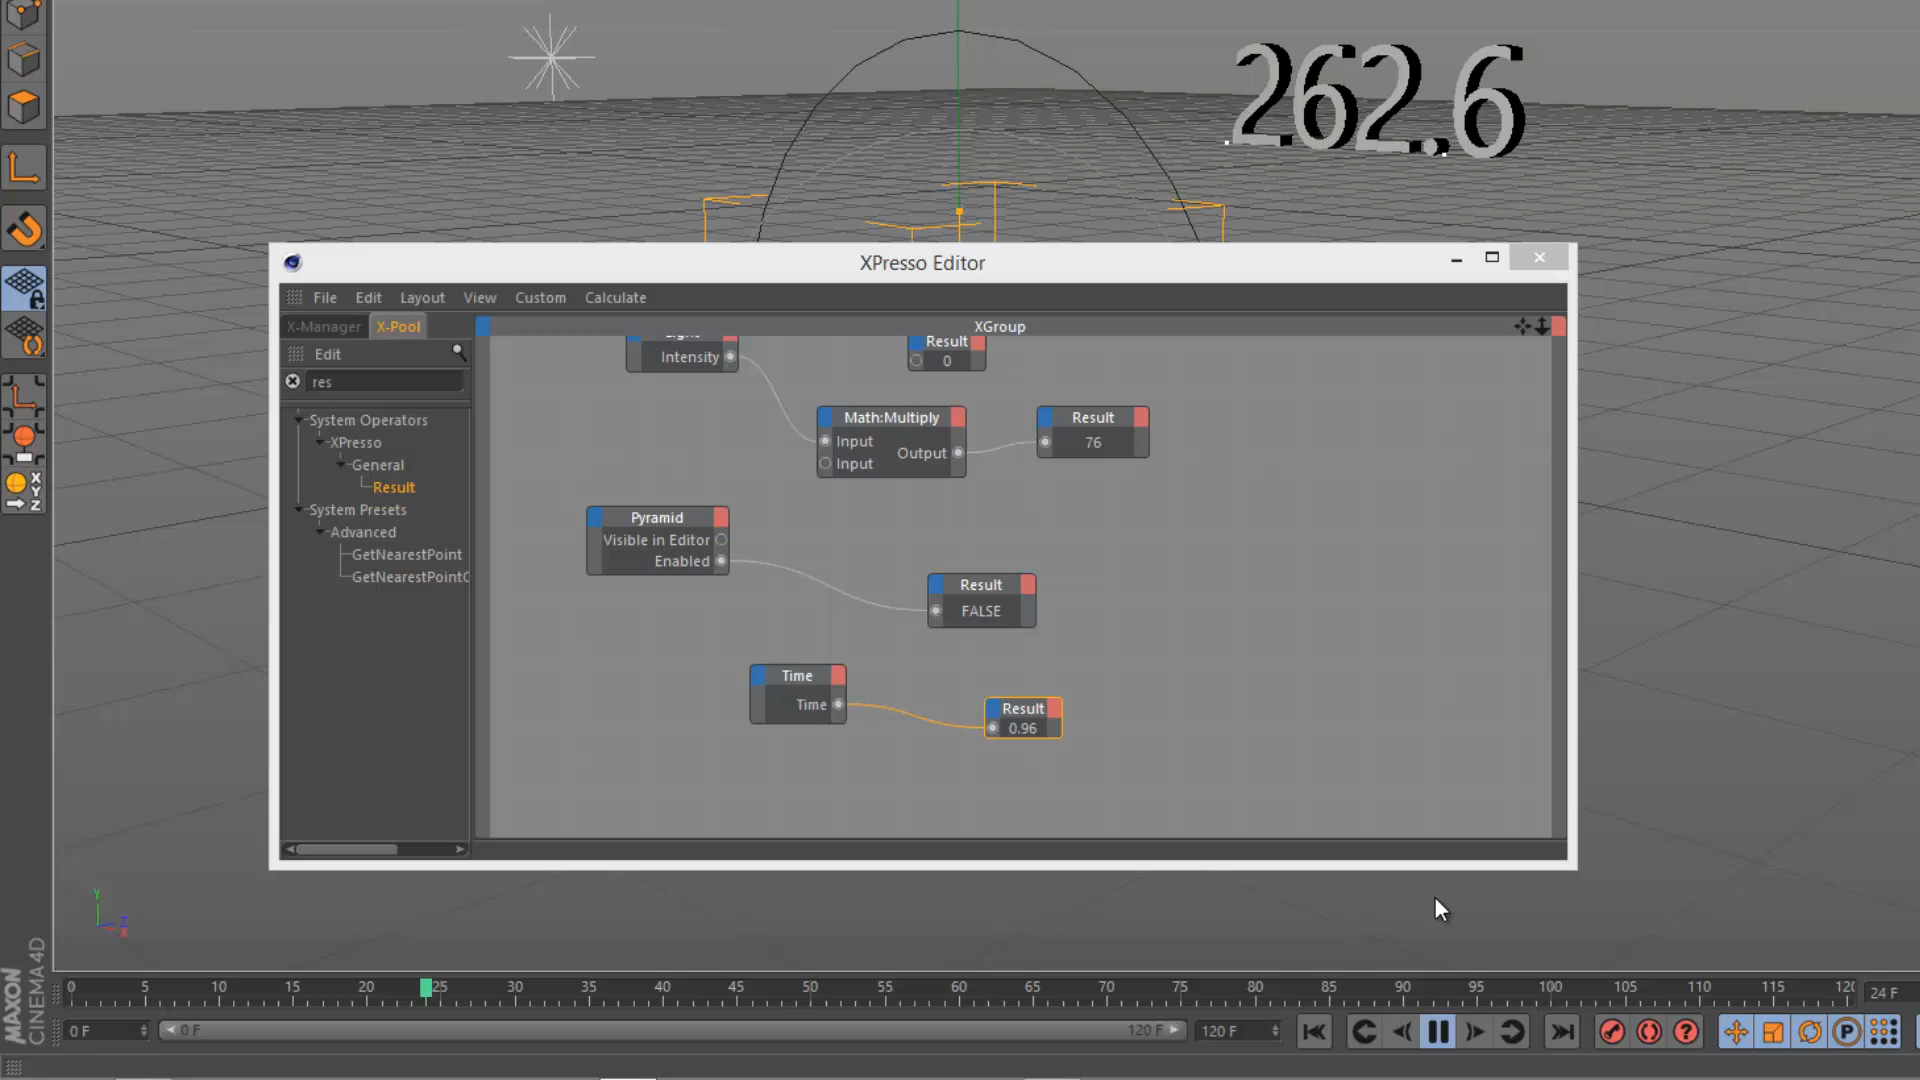 262.6
XPresso Editor
File Edit Layout View Custom Calculate
X-Manager X-Pool
XGroup
Edit
res
System Operators
XPresso
General
Result
System Presets
Advanced
GetNearestPoint
GetNearestPointC
Intensity
Result
0
Math:Multiply
Input
Input
Output
Result
76
Pyramid
Visible in Editor
Enabled
Result
FALSE
Time
Time
Result
0.96
Y
Z
X
X
Y
Z
MAXON
CINEMA 4D
0 5 10 15 20 25 30 35 40 45 50 55 60 65 70 75 80 85 90 95 100 105 110 115 120
24 F
0 F
0 F
120 F
120 F
?
P